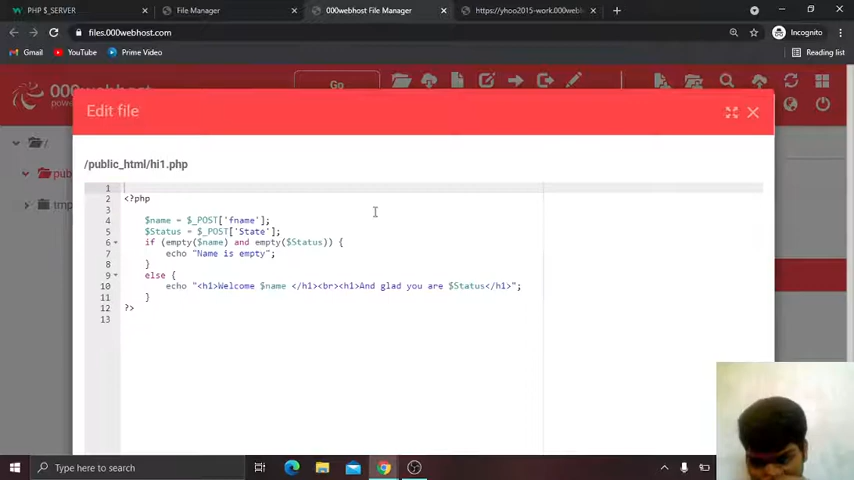 PHP $_SERVER
File Manager
000webhost File Manager
https://yhoo2015-work.000webh
files.000webhost.com
Incognito
Gmail
YouTube
Prime Video
Reading list
Go
Edit file
/public_html/hi1.php
1
2 <?php
3
4 $name = $_POST['fname'];
5 $Status = $_POST['State'];
6 if (empty($name) and empty($Status)) {
7 echo "Name is empty";
8 }
9 else {
10 echo "<h1>Welcome $name </h1><br><h1>And glad you are $Status</h1>";
11 }
12 ?>
13
/
pub
tmp
Type here to search